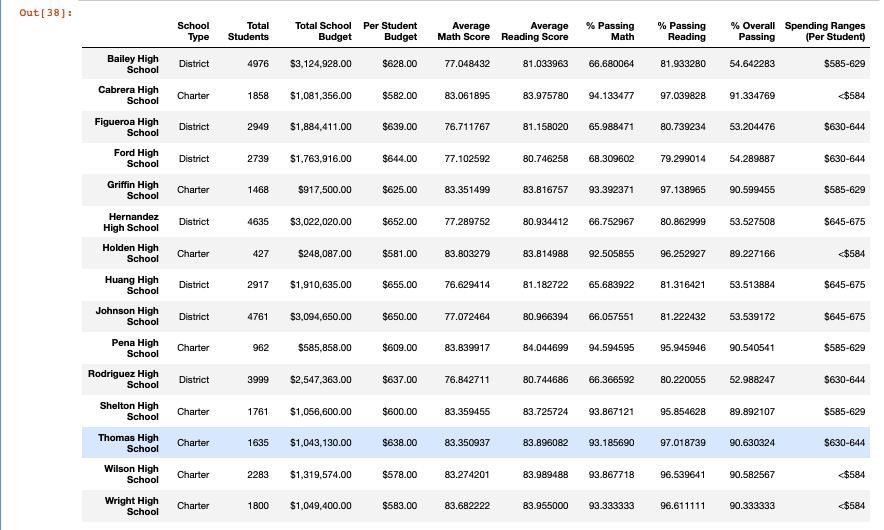 Out[38]:
School Type Total Students Total School Budget Per Student Budget Average Math Score Average Reading Score % Passing Math % Passing Reading % Overall Passing Spending Ranges (Per Student)
Bailey High School District 4976 $3,124,928.00 $628.00 77.048432 81.033963 66.680064 81.933280 54.642283 $585-629
Cabrera High School Charter 1858 $1,081,356.00 $582.00 83.061895 83.975780 94.133477 97.039828 91.334769 <$584
Figueroa High School District 2949 $1,884,411.00 $639.00 76.711767 81.158020 65.988471 80.739234 53.204476 $630-644
Ford High School District 2739 $1,763,916.00 $644.00 77.102592 80.746258 68.309602 79.299014 54.289887 $630-644
Griffin High School Charter 1468 $917,500.00 $625.00 83.351499 83.816757 93.392371 97.138965 90.599455 $585-629
Hernandez High School District 4635 $3,022,020.00 $652.00 77.289752 80.934412 66.752967 80.862999 53.527508 $645-675
Holden High School Charter 427 $248,087.00 $581.00 83.803279 83.814988 92.505855 96.252927 89.227166 <$584
Huang High School District 2917 $1,910,635.00 $655.00 76.629414 81.182722 65.683922 81.316421 53.513884 $645-675
Johnson High School District 4761 $3,094,650.00 $650.00 77.072464 80.966394 66.057551 81.222432 53.539172 $645-675
Pena High School Charter 962 $585,858.00 $609.00 83.839917 84.044699 94.594595 95.945946 90.540541 $585-629
Rodriguez High School District 3999 $2,547,363.00 $637.00 76.842711 80.744686 66.366592 80.220055 52.988247 $630-644
Shelton High School Charter 1761 $1,056,600.00 $600.00 83.359455 83.725724 93.867121 95.854628 89.892107 $585-629
Thomas High School Charter 1635 $1,043,130.00 $638.00 83.350937 83.896082 93.185690 97.018739 90.630324 $630-644
Wilson High School Charter 2283 $1,319,574.00 $578.00 83.274201 83.989488 93.867718 96.539641 90.582567 <$584
Wright High School Charter 1800 $1,049,400.00 $583.00 83.682222 83.955000 93.333333 96.611111 90.333333 <$584